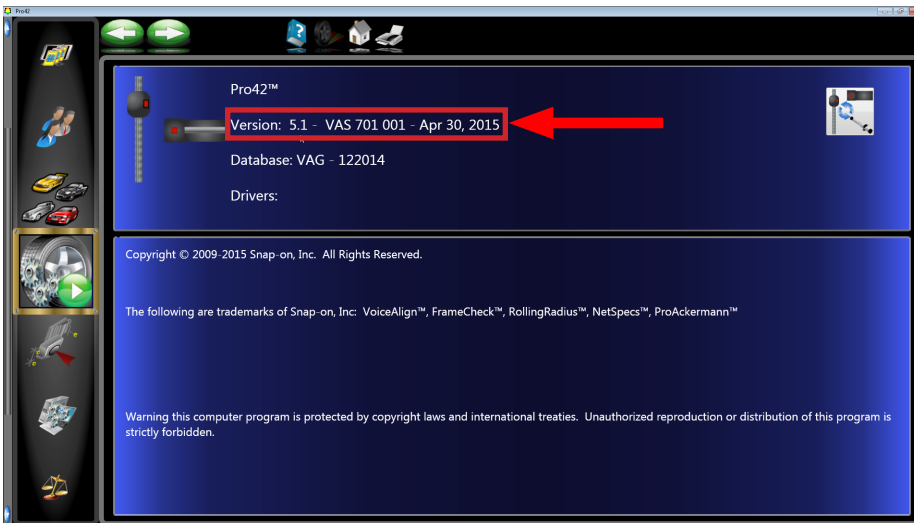 Pro42
Pro42™
Version: 5.1 - VAS 701 001 - Apr 30, 2015
Database: VAG - 122014
Drivers:
Copyright © 2009-2015 Snap-on, Inc. All Rights Reserved.
The following are trademarks of Snap-on, Inc: VoiceAlign™, FrameCheck™, RollingRadius™, NetSpecs™, ProAckermann™
Warning this computer program is protected by copyright laws and international treaties. Unauthorized reproduction or distribution of this program is
strictly forbidden.